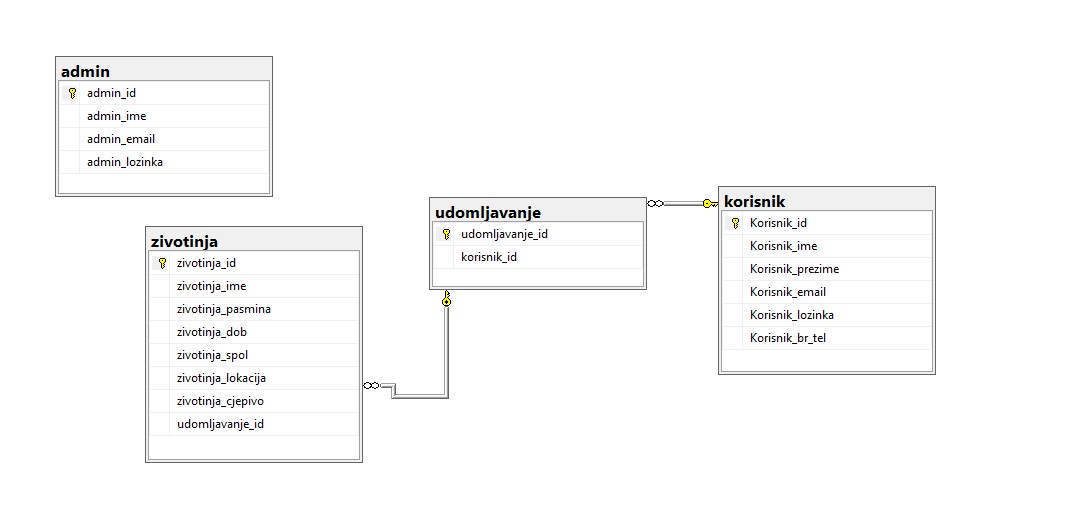 admin
admin_id
admin_ime
admin_email
admin_lozinka
zivotinja
zivotinja_id
zivotinja_ime
zivotinja_pasmina
zivotinja_dob
zivotinja_spol
zivotinja_lokacija
zivotinja_cjepivo
udomljavanje_id
udomljavanje
udomljavanje_id
korisnik_id
korisnik
Korisnik_id
Korisnik_ime
Korisnik_prezime
Korisnik_email
Korisnik_lozinka
Korisnik_br_tel